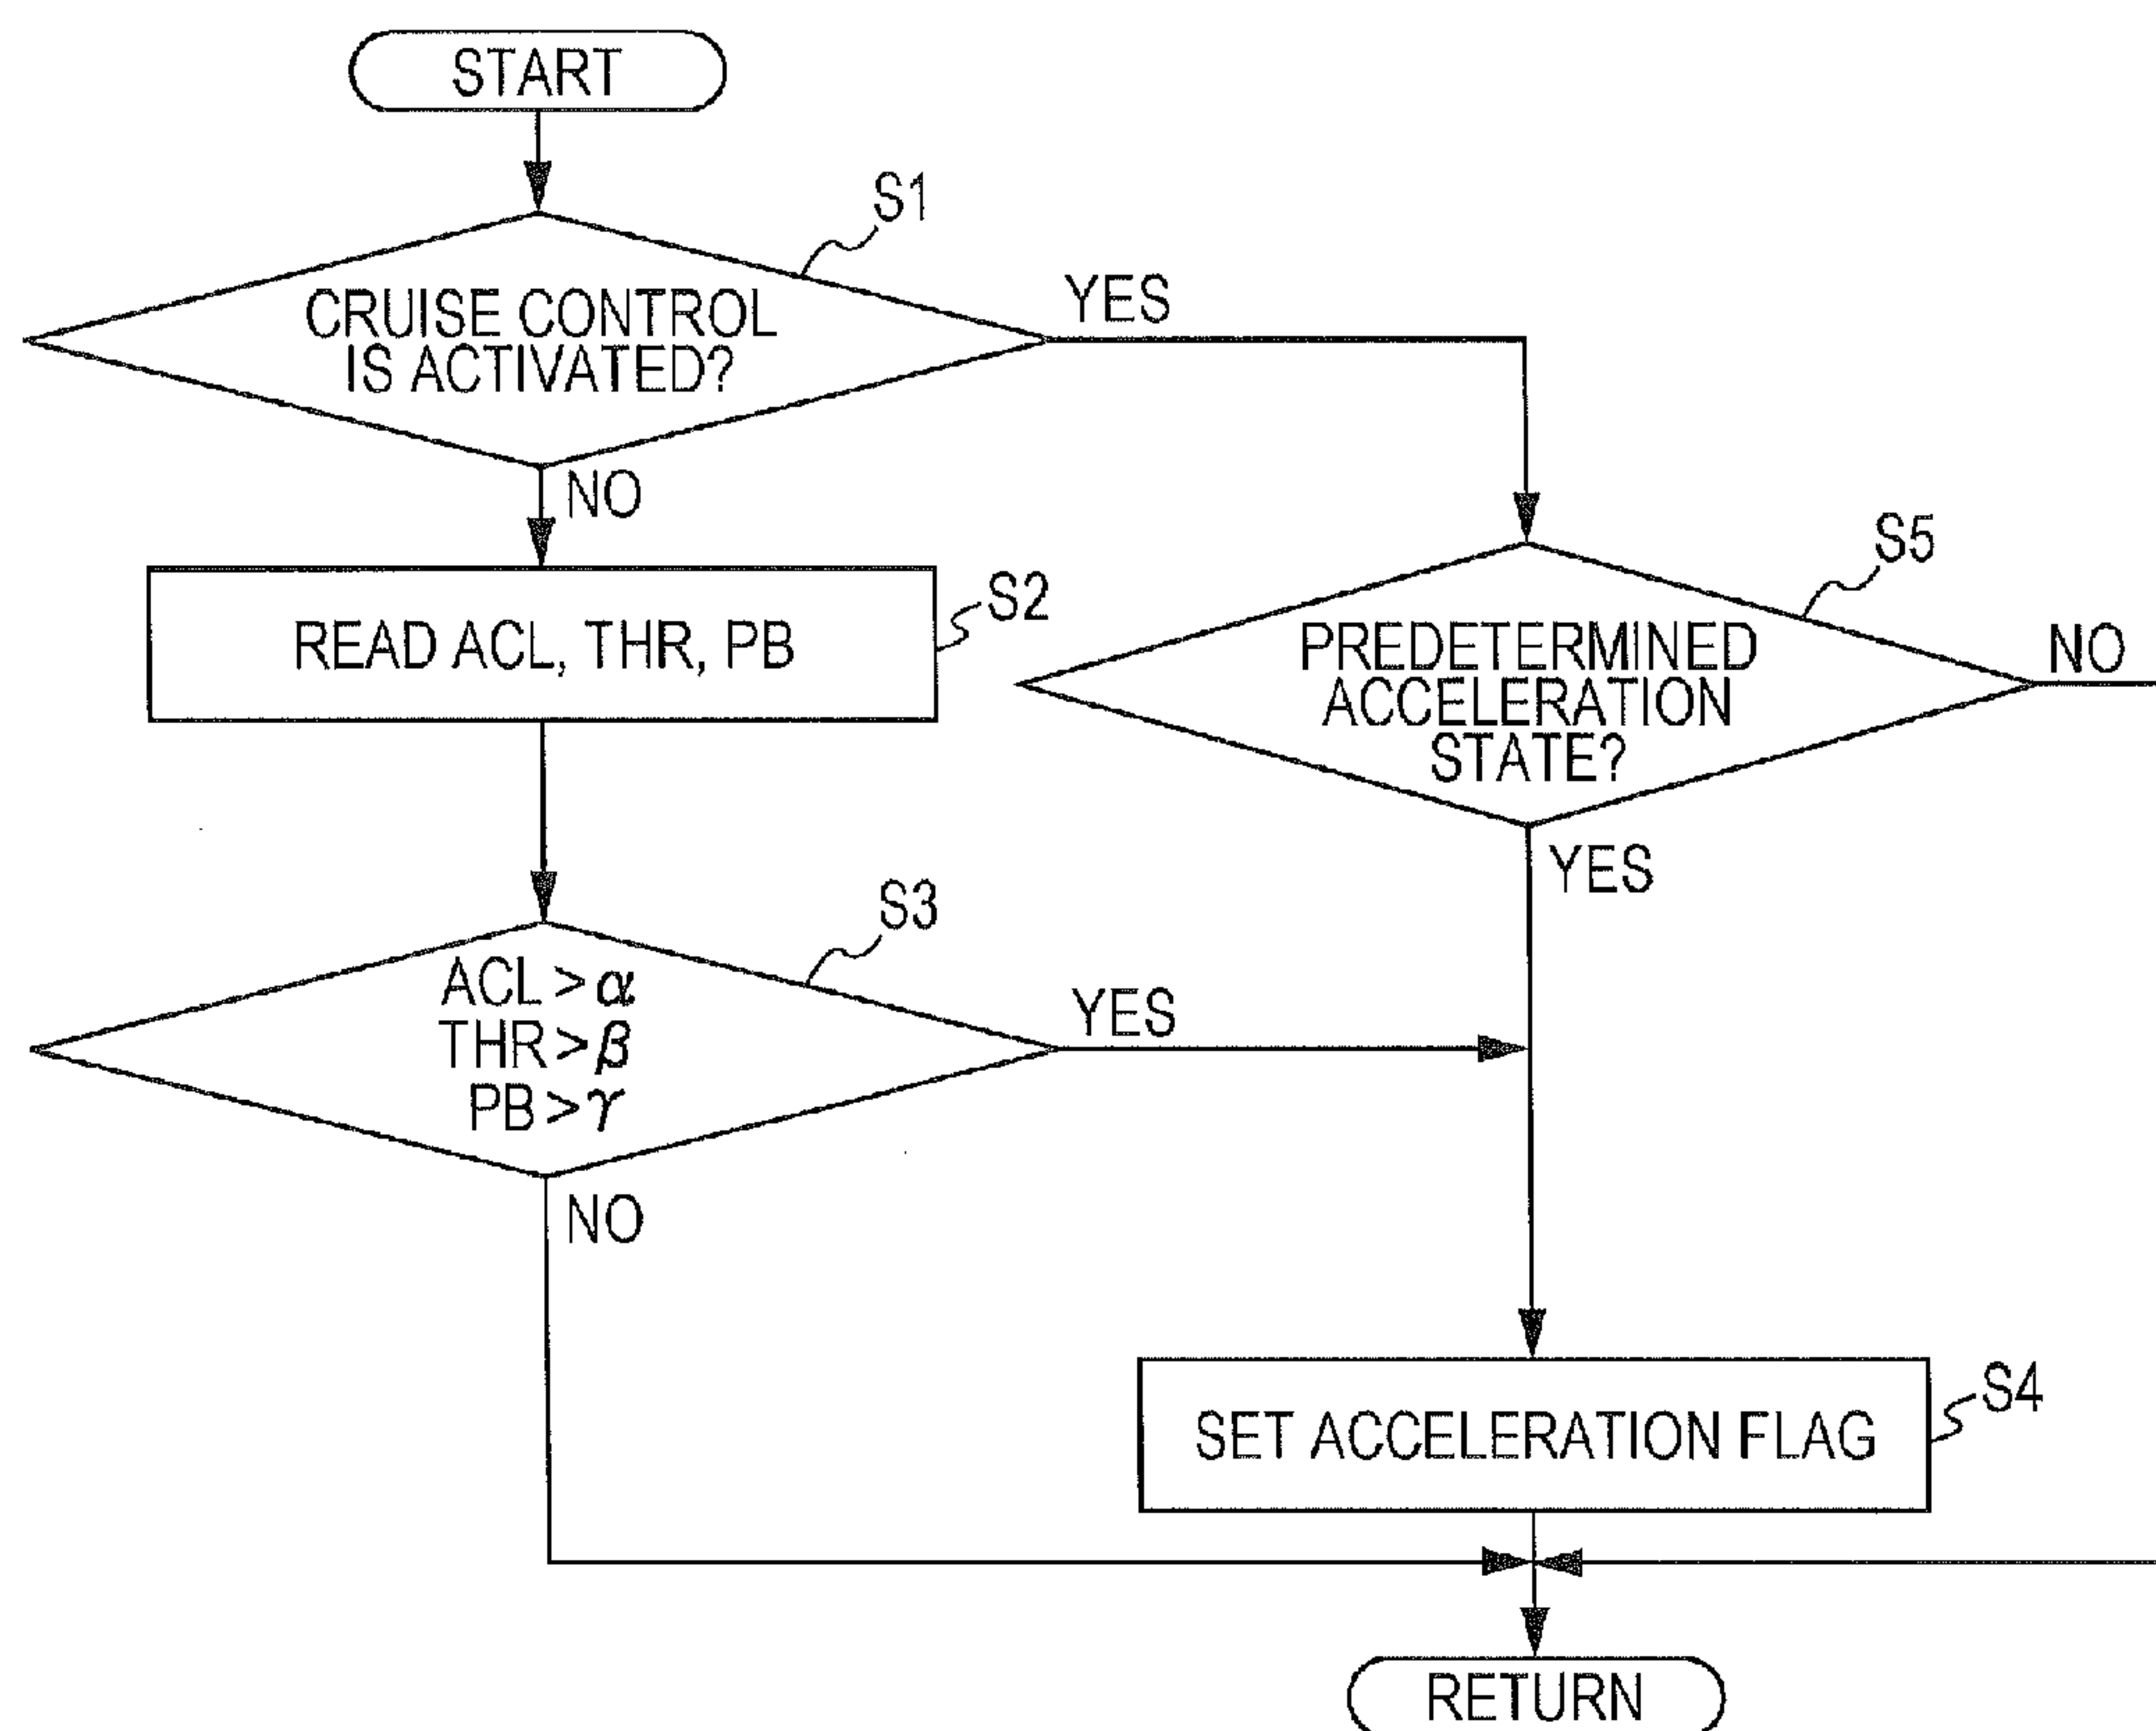 START
S1
CRUISE CONTROL
IS ACTIVATED?
YES
NO
S2
READ ACL, THR, PB
S5
PREDETERMINED
ACCELERATION
STATE?
NO
YES
S3
ACL>α
THR>β
PB>γ
YES
NO
S4
SET ACCELERATION FLAG
RETURN